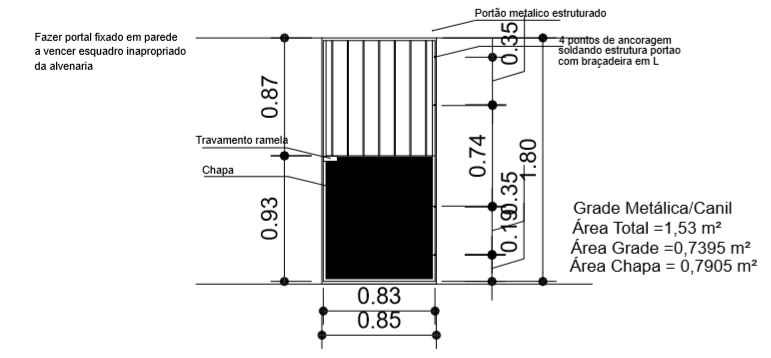 Portão metalico estruturado
Fazer portal fixado em parede
a vencer esquadro inapropriado
da alvenaria
4 pontos de ancoragem
soldando estrutura portao
com braçadeira em L
0.35
0.87
Travamento ramela
0.74
1.80
Chapa
0.35
0.93
0.19
Grade Metálica/Canil
Área Total =1,53 m²
Área Grade =0,7395 m²
Área Chapa = 0,7905 m²
0.83
0.85